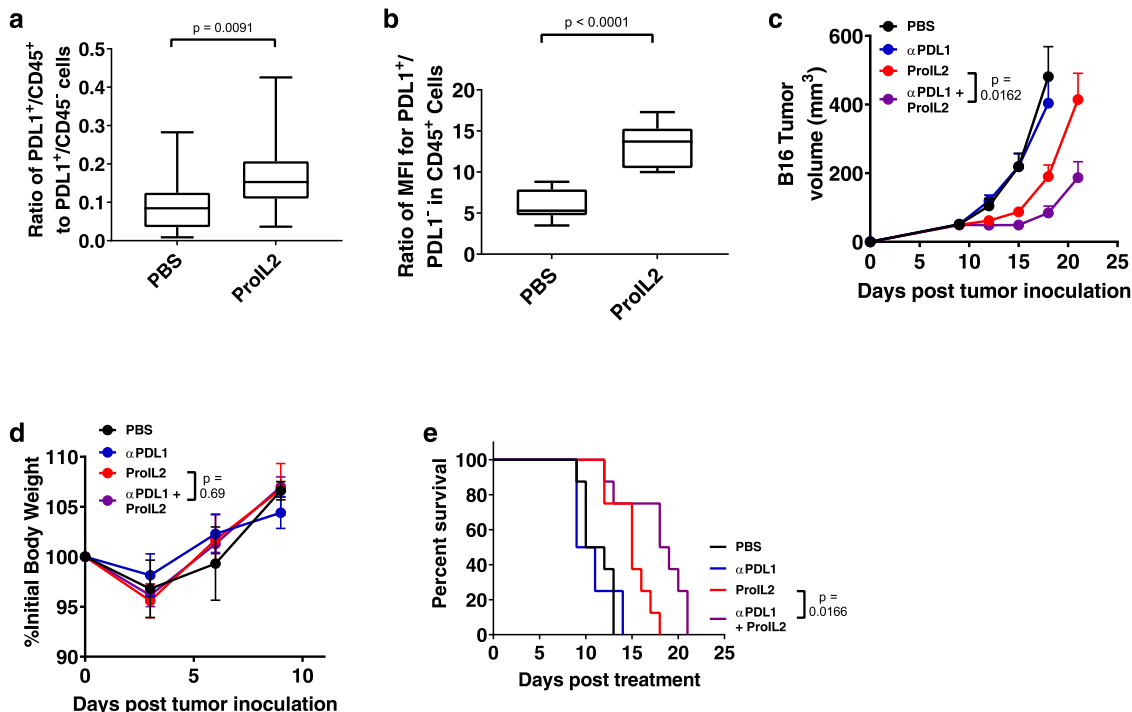 a
p = 0.0091
Ratio of PDL1⁺/CD45⁺
to PDL1⁺/CD45⁻ cells
0.5
0.4
0.3
0.2
0.1
0.0
PBS
ProIL2
b
p < 0.0001
Ratio of MFI for PDL1⁺/
PDL1⁻ in CD45⁺ Cells
20
15
10
5
0
PBS
ProIL2
c
PBS
αPDL1
ProIL2
αPDL1 +
ProIL2
p =
0.0162
B16 Tumor
volume (mm³)
600
400
200
0
0 5 10 15 20 25
Days post tumor inoculation
d
PBS
αPDL1
ProIL2
αPDL1 +
ProIL2
p =
0.69
%Initial Body Weight
110
105
100
95
90
0 5 10
Days post tumor inoculation
e
Percent survival
100
80
60
40
20
0
0 5 10 15 20 25
Days post treatment
PBS
αPDL1
ProIL2
αPDL1
+ ProIL2
p =
0.0166